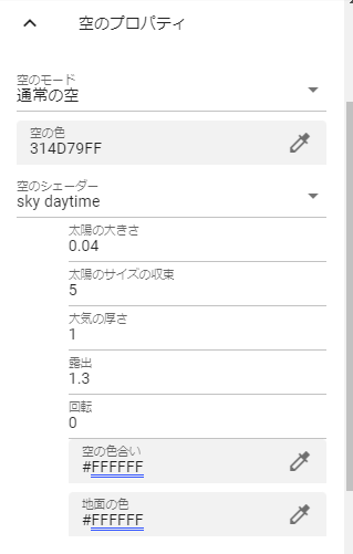 空のプロパティ
空のモード
通常の空
空の色
314D79FF
空のシェーダー
sky daytime
太陽の大きさ
0.04
太陽のサイズの収束
5
大気の厚さ
1
露出
1.3
回転
0
空の色合い
#FFFFFF
地面の色
#FFFFFF